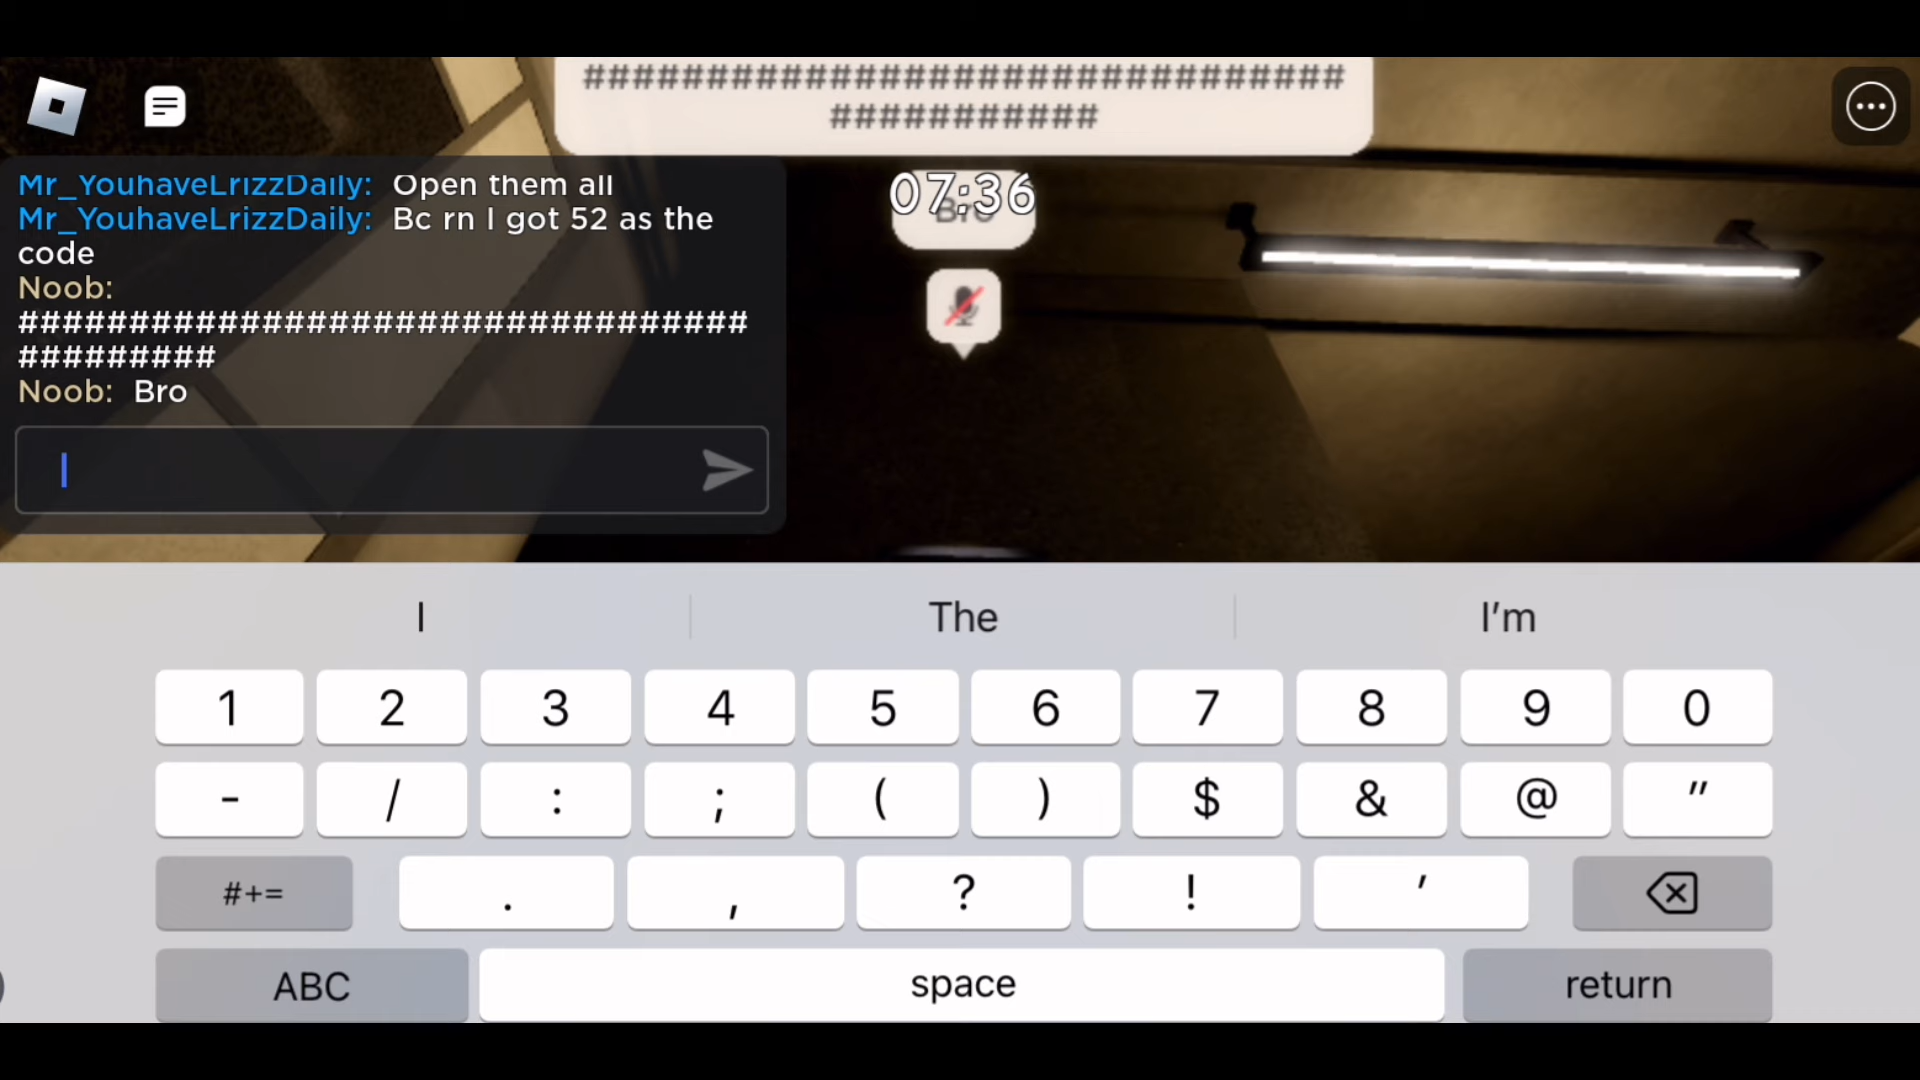 ###############################
###########
Mr_YouhaveLrizzDaily: Open them all
Mr_YouhaveLrizzDaily: Bc rn I got 52 as the
code
Noob:
#################################
#########
Noob: Bro
07:36
Bro
I The I’m
1 2 3 4 5 6 7 8 9 0
- / : ; ( ) $ & @ "
#+= . , ? ! '
ABC space return